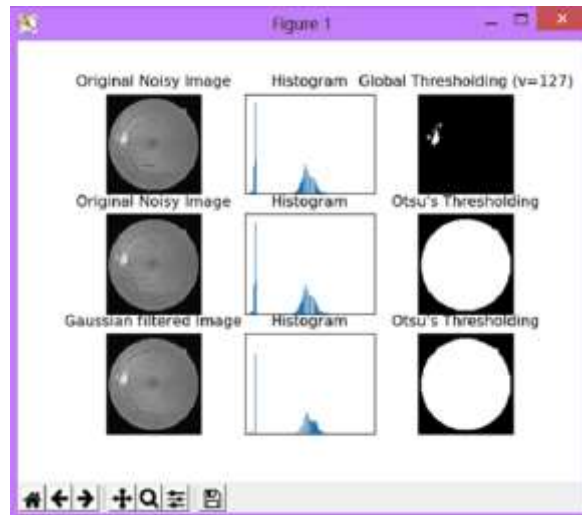 Figure 1
Original Noisy Image Histogram Global Thresholding (v=127)
Original Noisy Image Histogram Otsu's Thresholding
Gaussian filtered Image Histogram Otsu's Thresholding